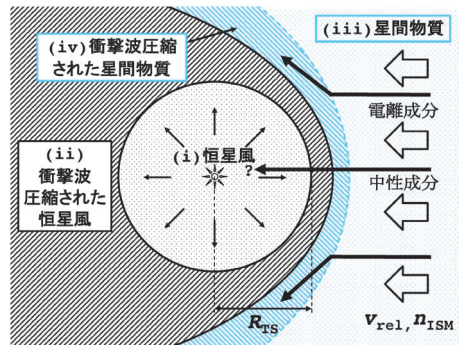 (iv)衝撃波圧縮
された星間物質
(iii)星間物質
電離成分
(i)恒星風
?
中性成分
(ii)
衝撃波
圧縮された
恒星風
R_TS
v_rel, n_ISM